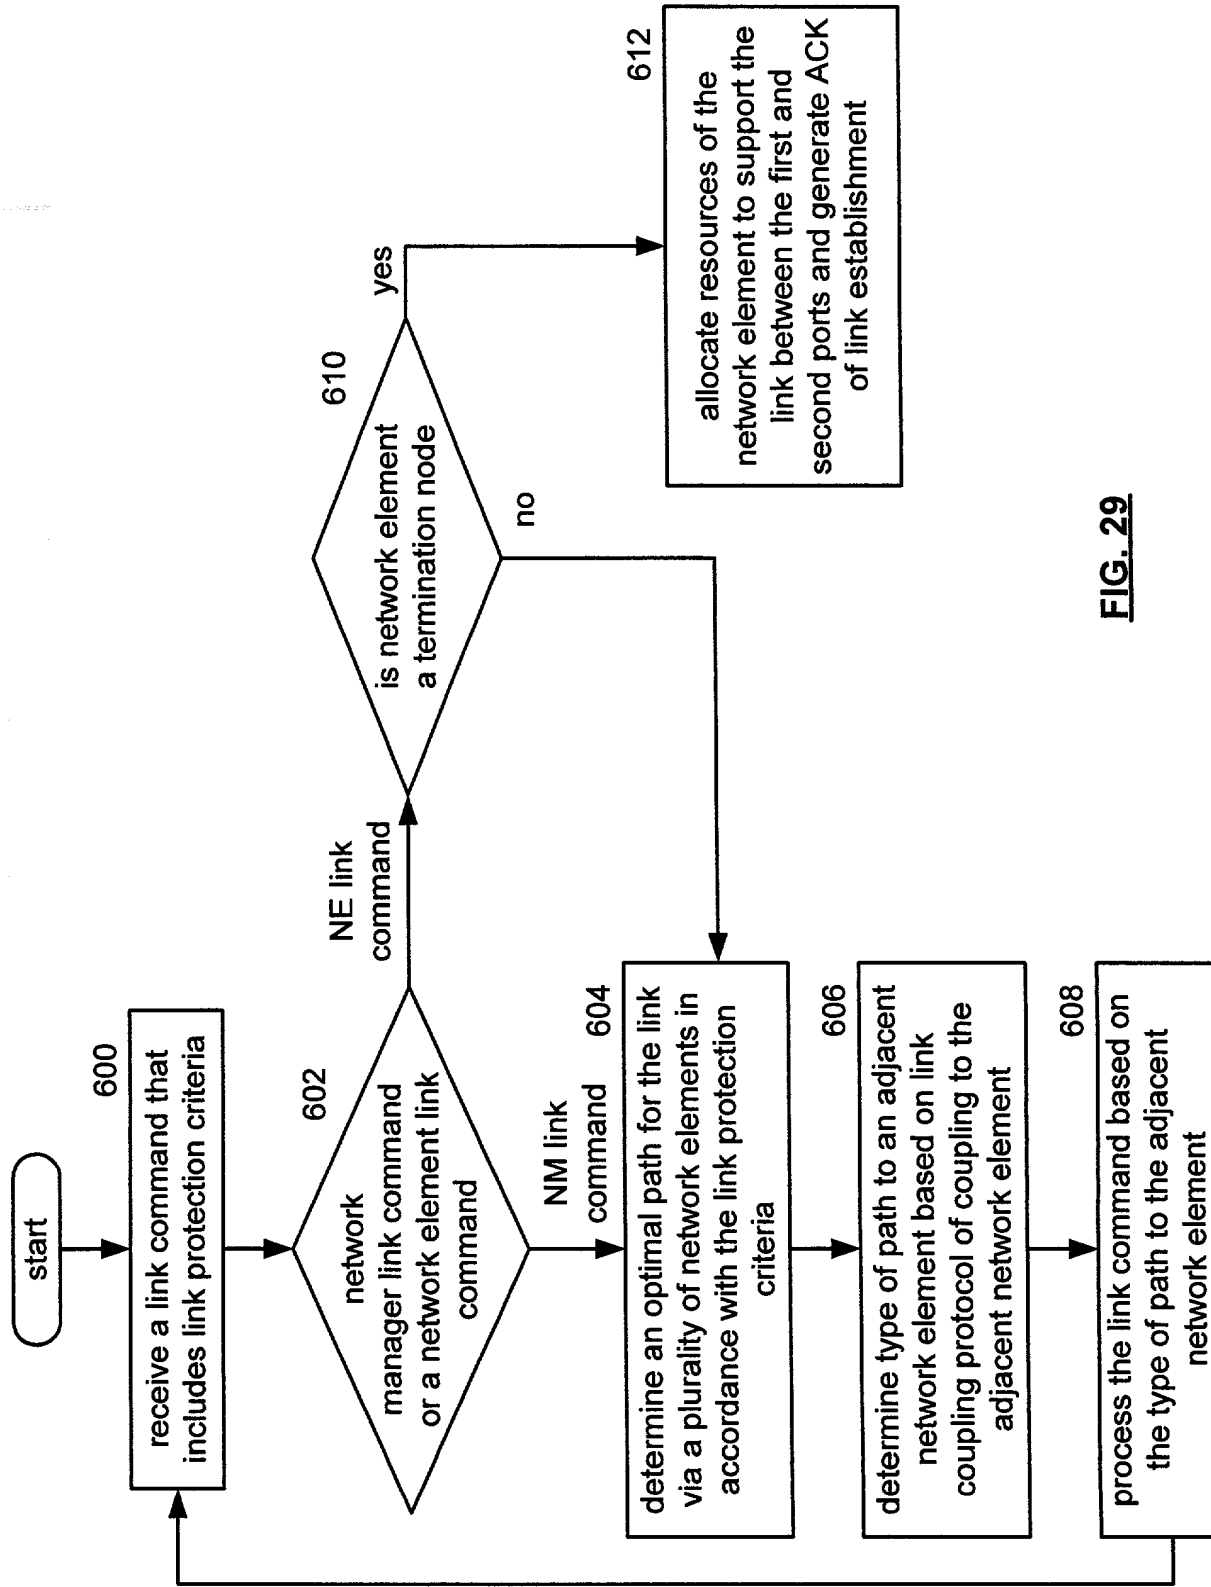 start
600
receive a link command that
includes link protection criteria
602
network
manager link command
or a network element link
command
NE link
command
NM link
command
604
determine an optimal path for the link
via a plurality of network elements in
accordance with the link protection
criteria
606
determine type of path to an adjacent
network element based on link
coupling protocol of coupling to the
adjacent network element
608
process the link command based on
the type of path to the adjacent
network element
610
is network element
a termination node
yes
no
612
allocate resources of the
network element to support the
link between the first and
second ports and generate ACK
of link establishment
FIG. 29